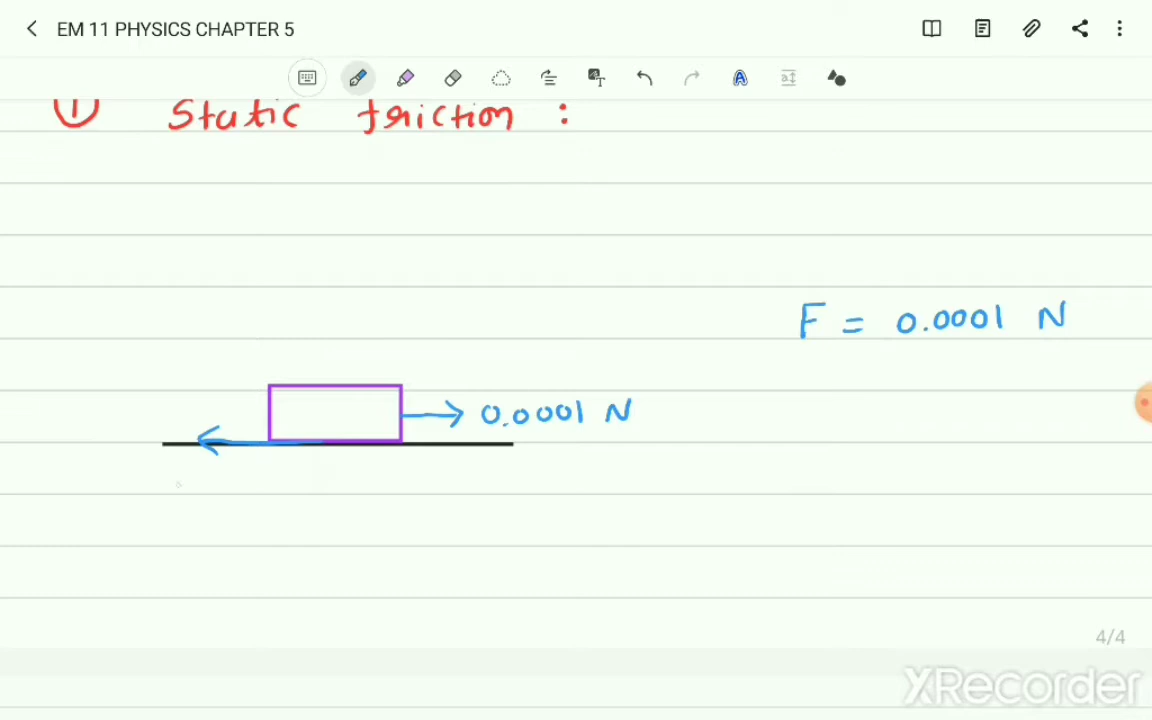 EM 11 PHYSICS CHAPTER 5
① Static friction :
F = 0.0001 N
0.0001 N
4/4
XRecorder